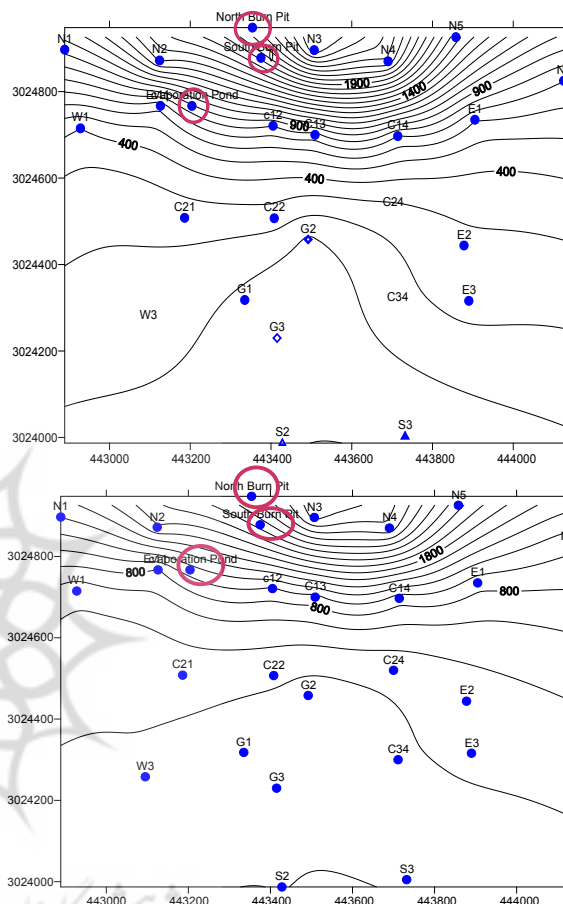 North Burn Pit
N1
N2
South Burn Pit
N3
N4
N5
1900
1400
900
N
3024800
Evaporation Pond
W1
c12
900
C13
C14
E1
400
400
400
3024600
C21
C22
C24
G2
E2
3024400
G1
E3
W3
C34
G3
3024200
S2
S3
3024000
443000
443200
443400
443600
443800
444000
North Burn Pit
N1
N2
South Burn Pit
N3
N4
N5
1800
3024800
Evaporation Pond
800
W1
c12
C13
800
C14
E1
800
3024600
C21
C22
C24
G2
E2
3024400
G1
C34
E3
W3
G3
3024200
S2
S3
3024000
443000
443200
443400
443600
443800
444000